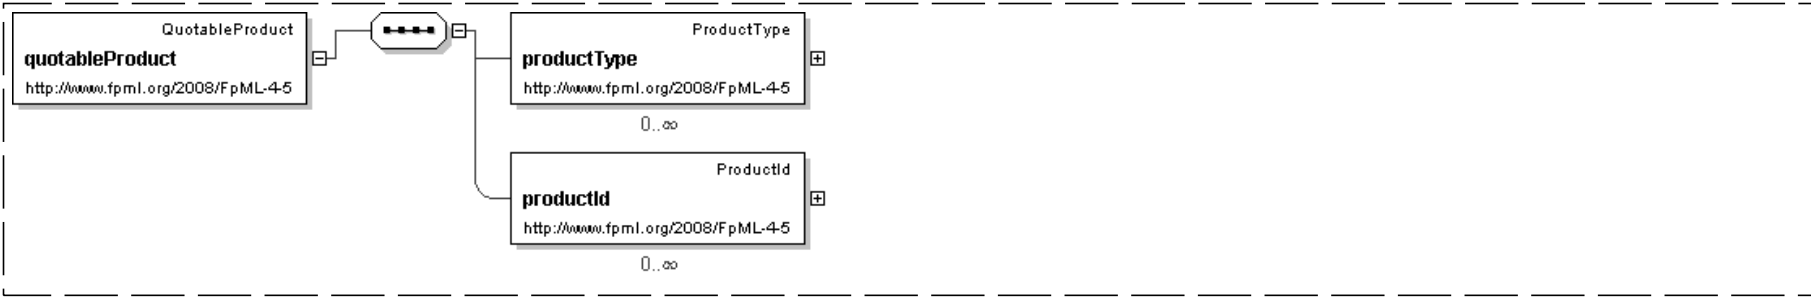 QuotableProduct
quotableProduct
http://www.fpml.org/2008/FpML-4-5
ProductType
productType
http://www.fpml.org/2008/FpML-4-5
0..∞
ProductId
productId
http://www.fpml.org/2008/FpML-4-5
0..∞